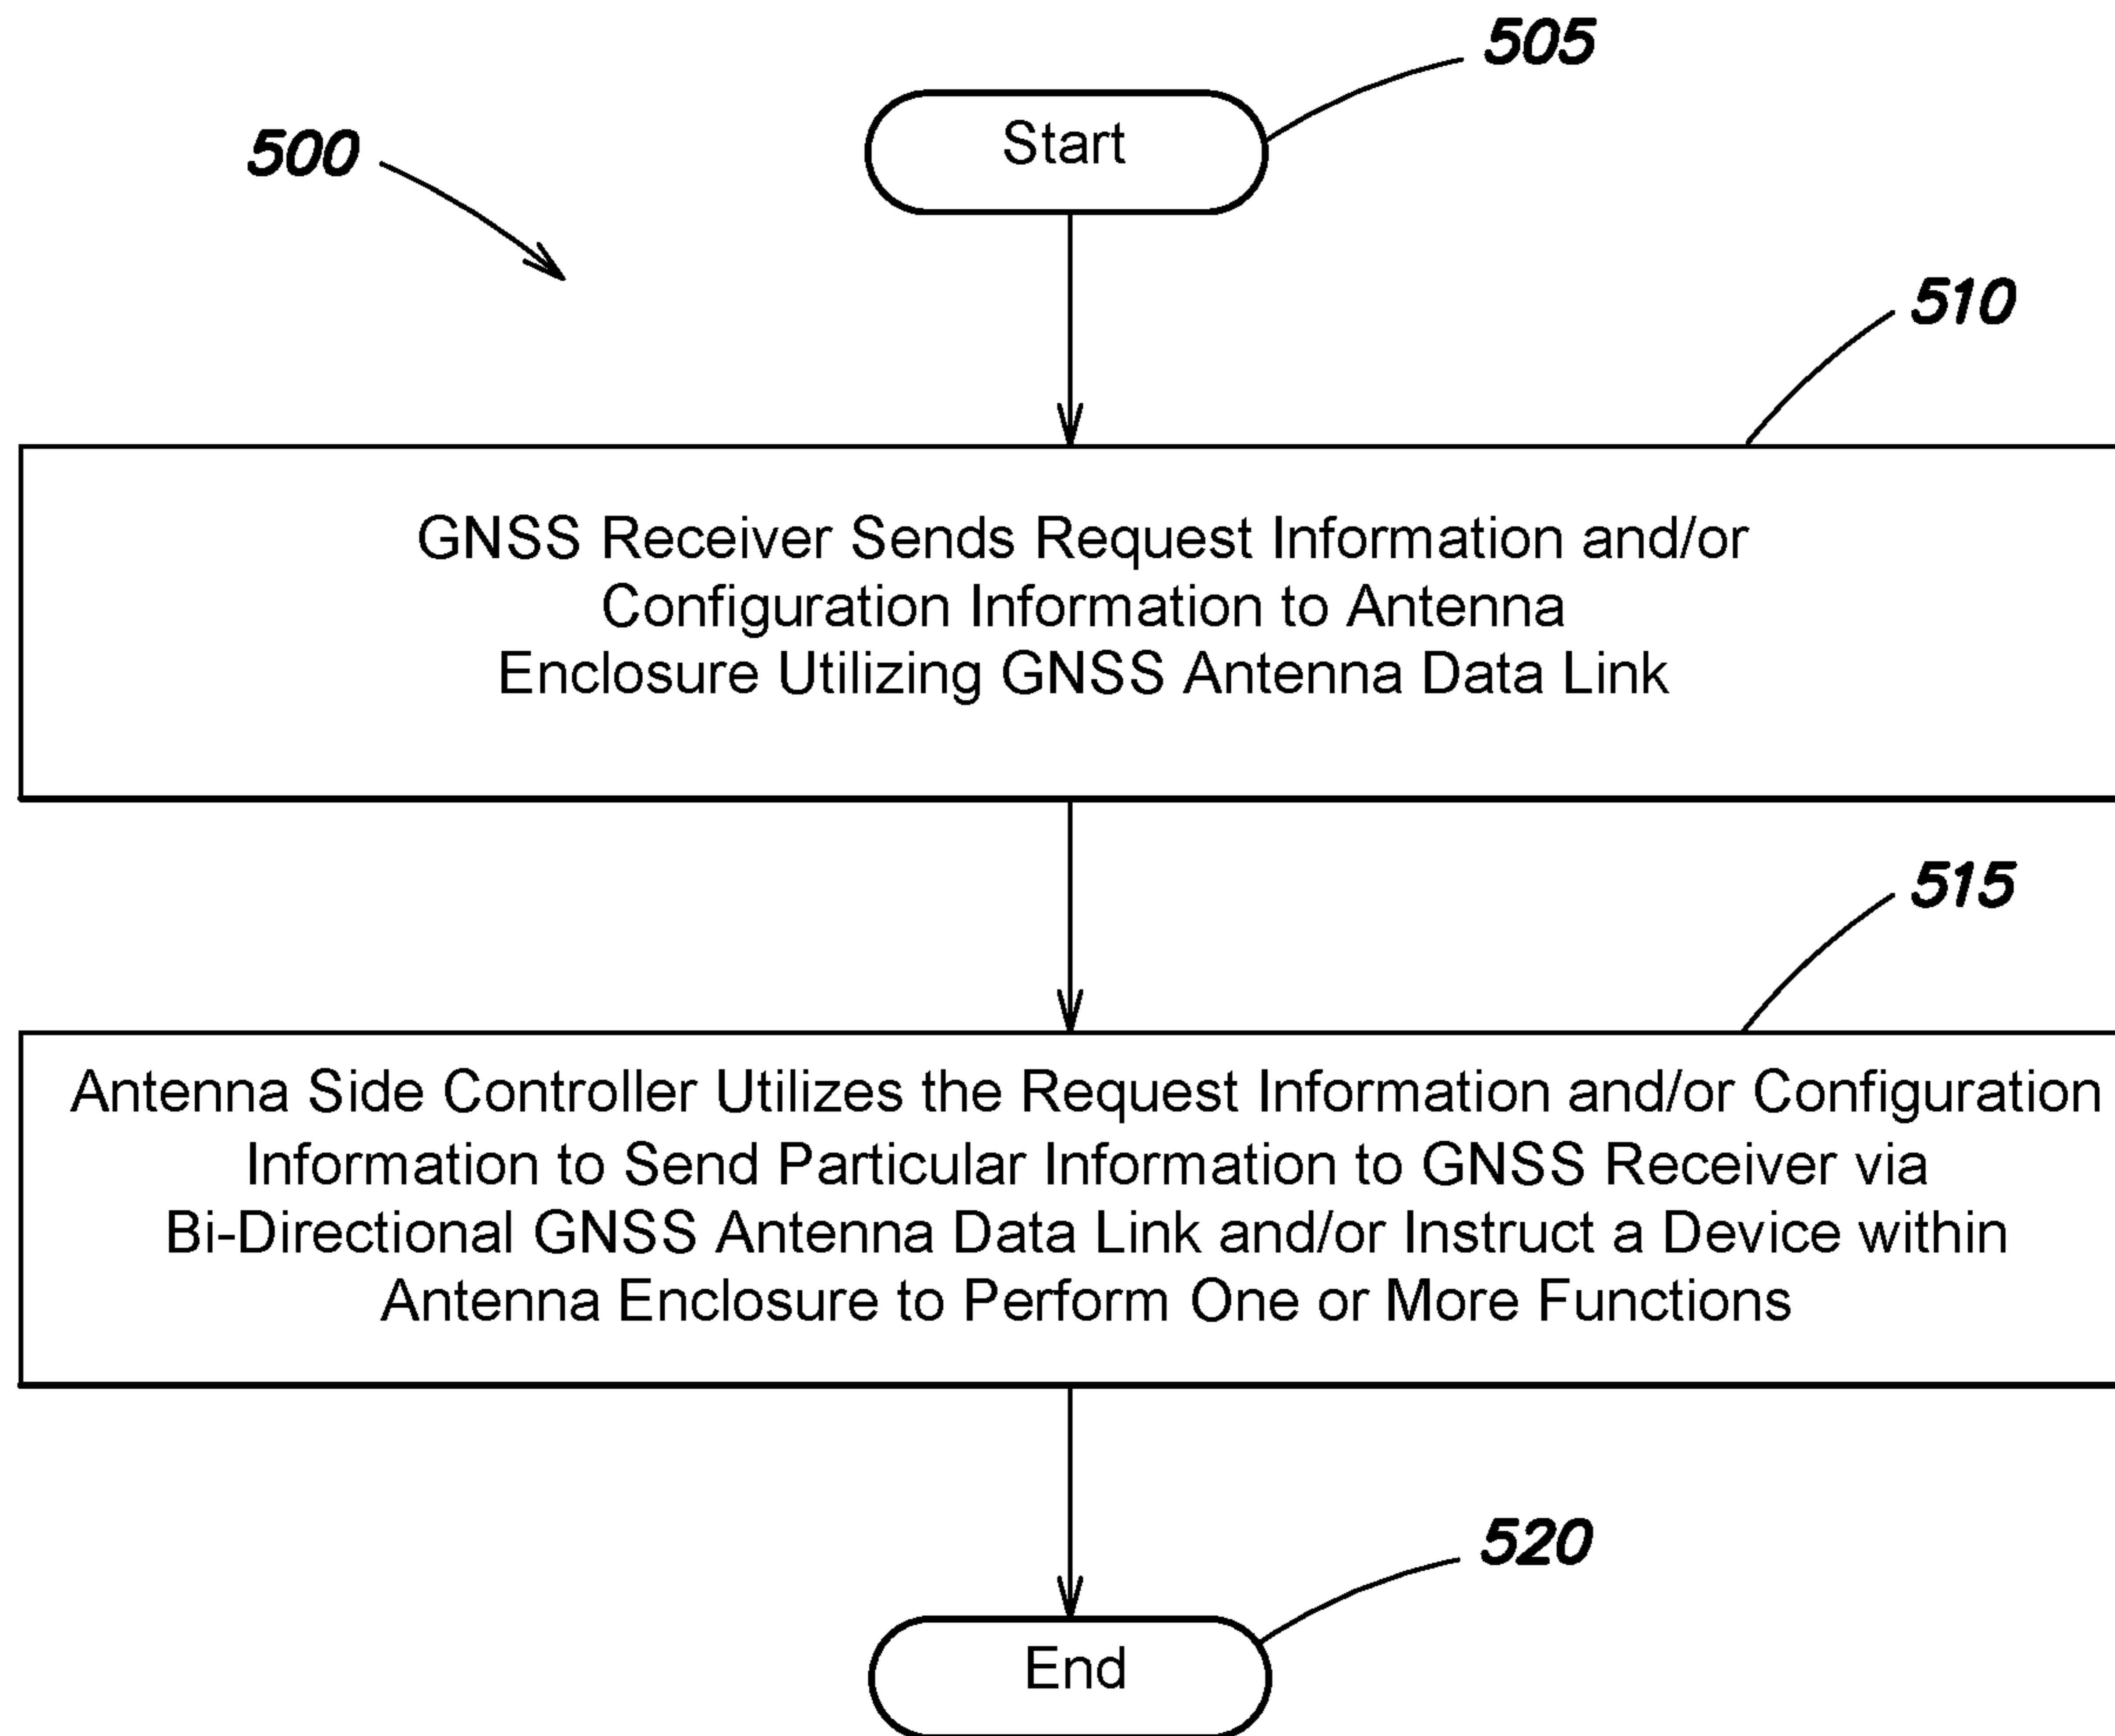 505
Start
500
510
GNSS Receiver Sends Request Information and/or
Configuration Information to Antenna
Enclosure Utilizing GNSS Antenna Data Link
515
Antenna Side Controller Utilizes the Request Information and/or Configuration
Information to Send Particular Information to GNSS Receiver via
Bi-Directional GNSS Antenna Data Link and/or Instruct a Device within
Antenna Enclosure to Perform One or More Functions
520
End